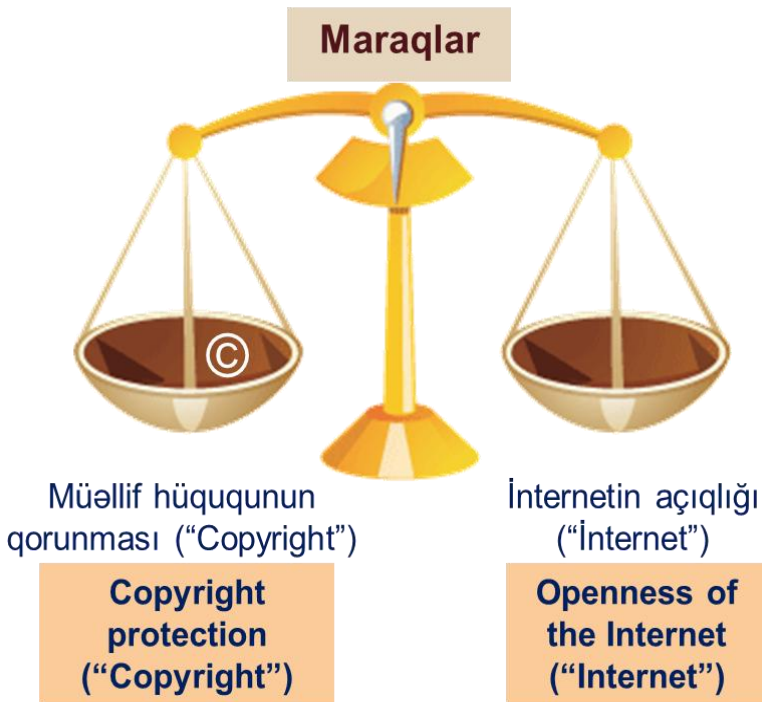 Maraqlar
©
Müəllif hüququnun
qorunması (“Copyright”)
Copyright
protection
(“Copyright”)
İnternetin açıqlığı
(“İnternet”)
Openness of
the Internet
(“Internet”)